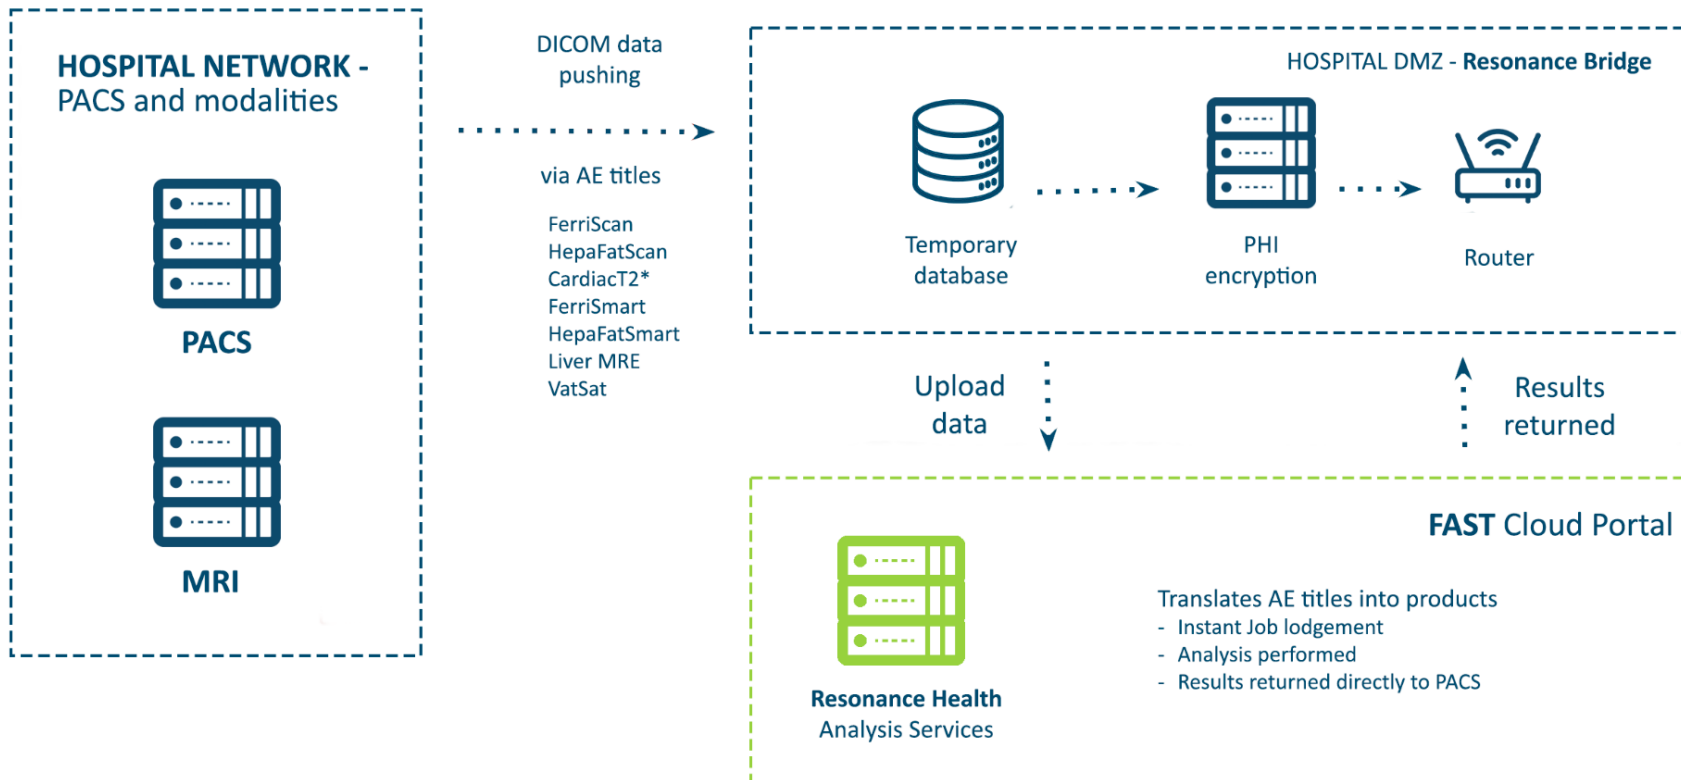 HOSPITAL NETWORK -
PACS and modalities
PACS
MRI
DICOM data
pushing
via AE titles
FerriScan
HepaFatScan
CardiacT2*
FerriSmart
HepaFatSmart
Liver MRE
VatSat
HOSPITAL DMZ - Resonance Bridge
Temporary
database
PHI
encryption
Router
Upload
data
Results
returned
FAST Cloud Portal
Resonance Health
Analysis Services
Translates AE titles into products
- Instant Job lodgement
- Analysis performed
- Results returned directly to PACS